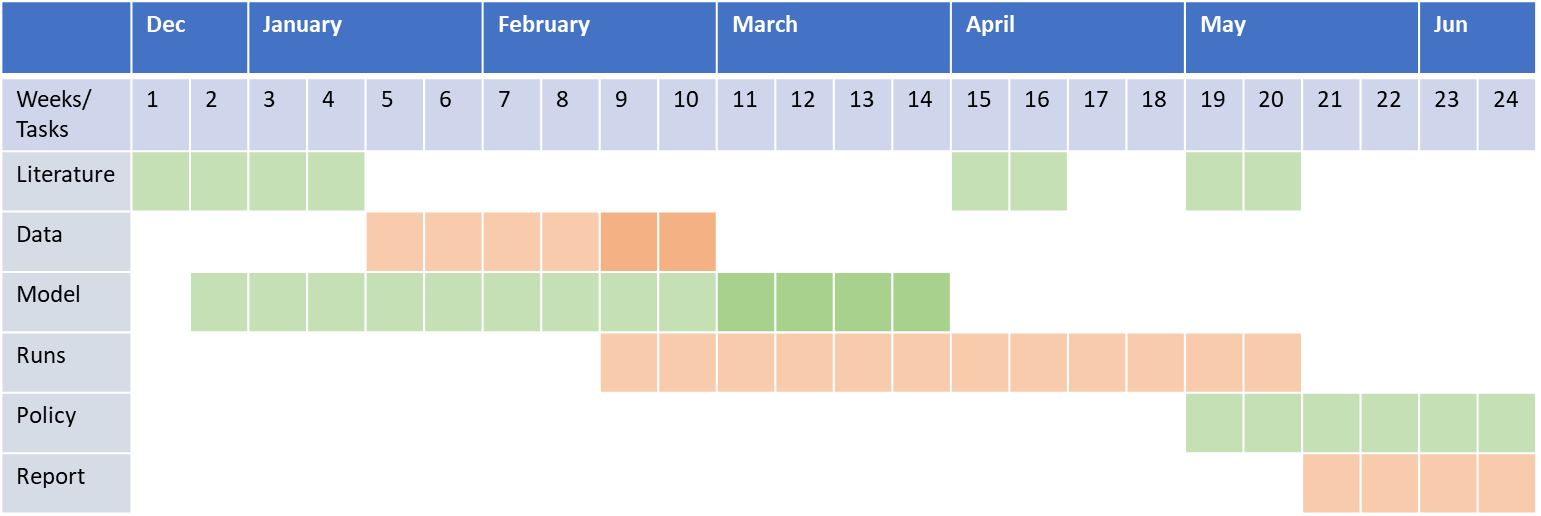 Dec January February March April May Jun
Weeks/ 1 2 3 4 5 6 7 8 9 10 11 12 13 14 15 16 17 18 19 20 21 22 23 24
Tasks
Literature
Data
Model
Runs
Policy
Report